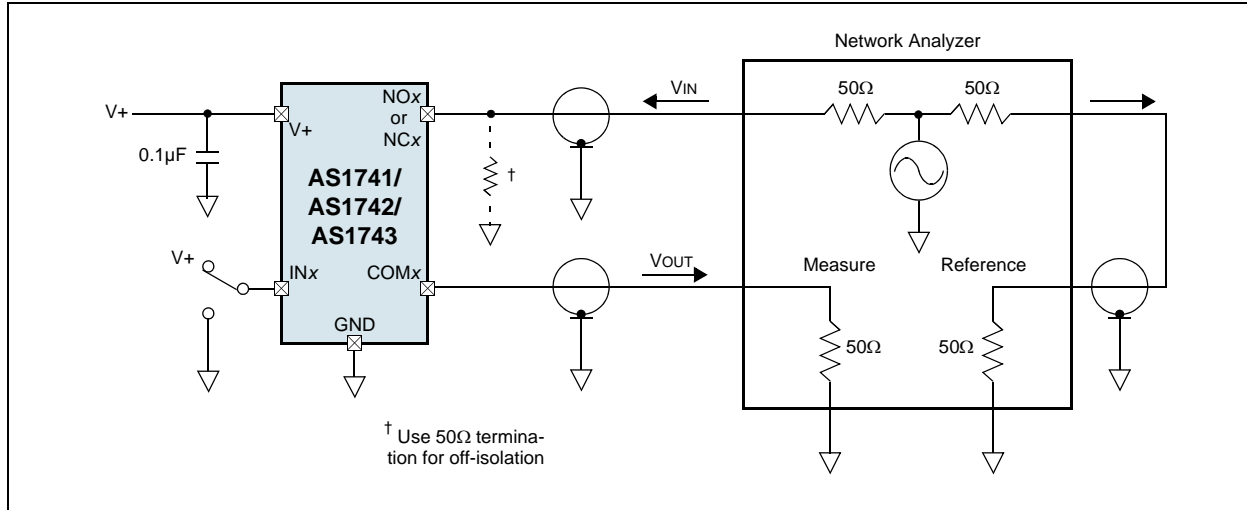 Network Analyzer
50Ω
50Ω
VIN
V+
V+
NOx
or
NCx
0.1µF
†
AS1741/
AS1742/
AS1743
V+
INx
COMx
VOUT
Measure
Reference
GND
50Ω
50Ω
† Use 50Ω termina-
tion for off-isolation